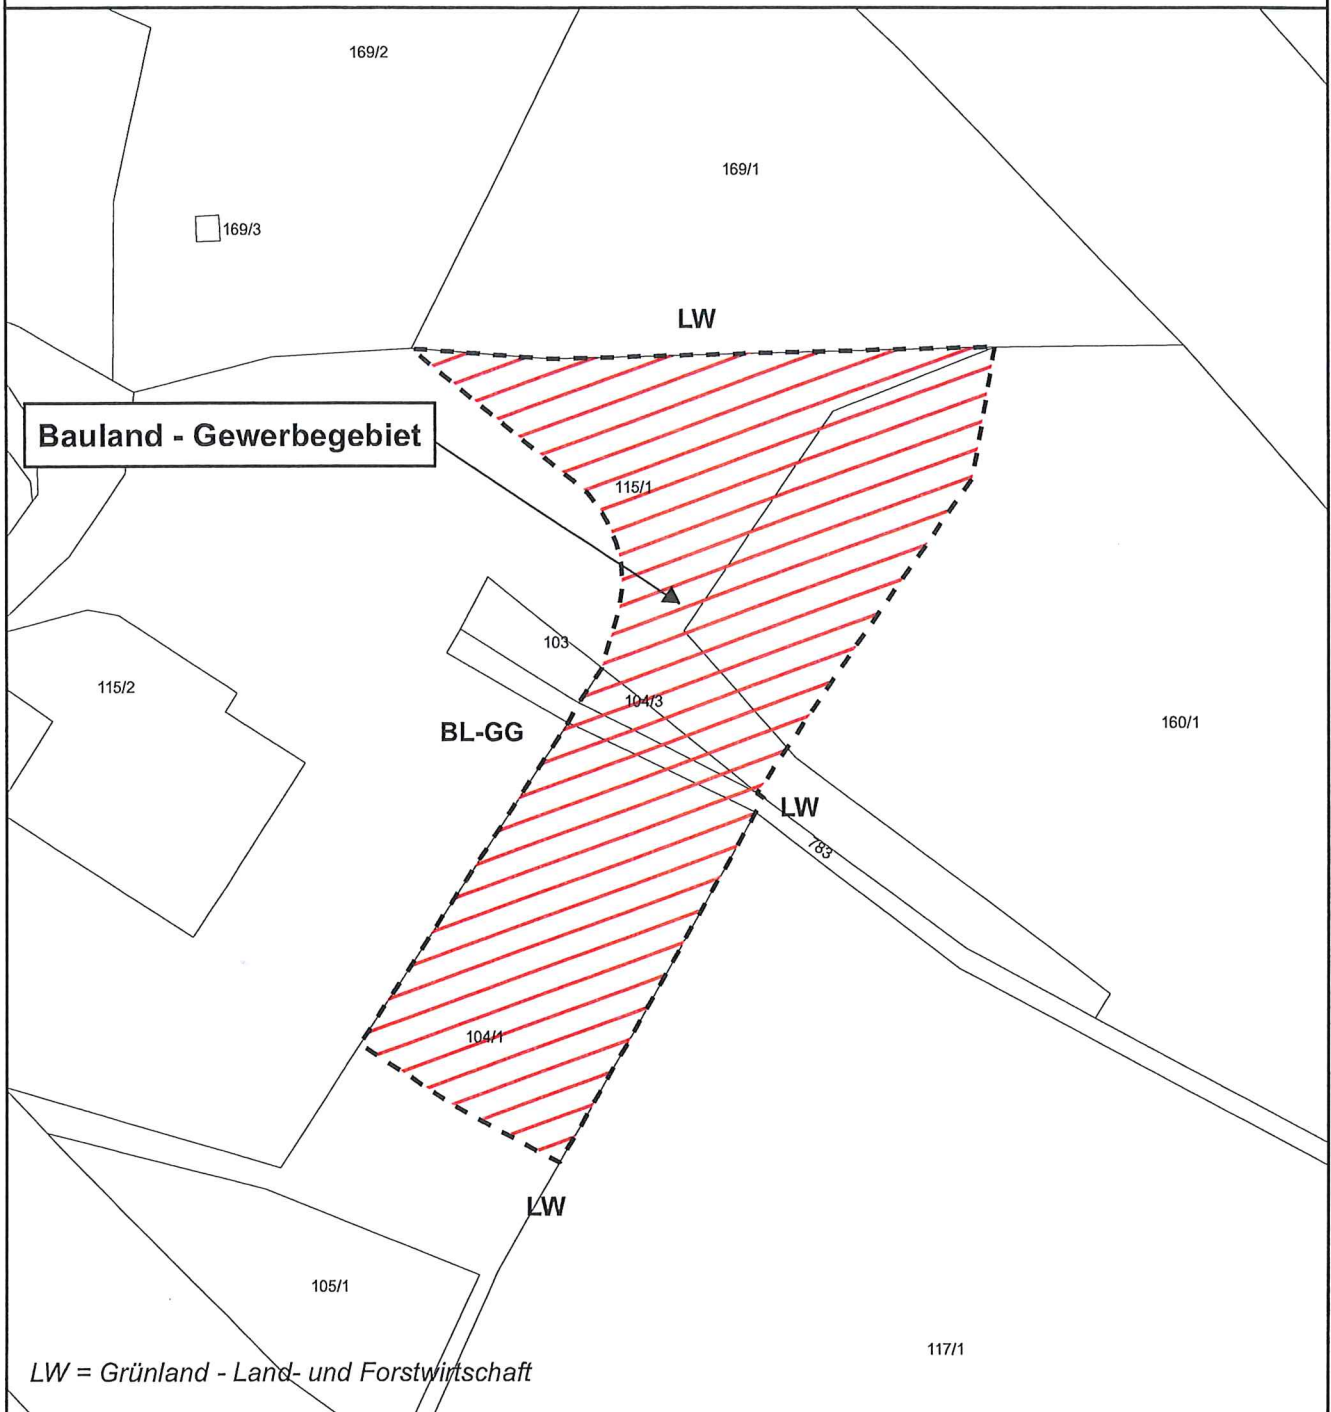 169/2
169/1
169/3
LW
Bauland - Gewerbegebiet
115/1
103
115/2
104/3
160/1
BL-GG
LW
783
104/1
LW
105/1
117/1
LW = Grünland - Land- und Forstwirtschaft